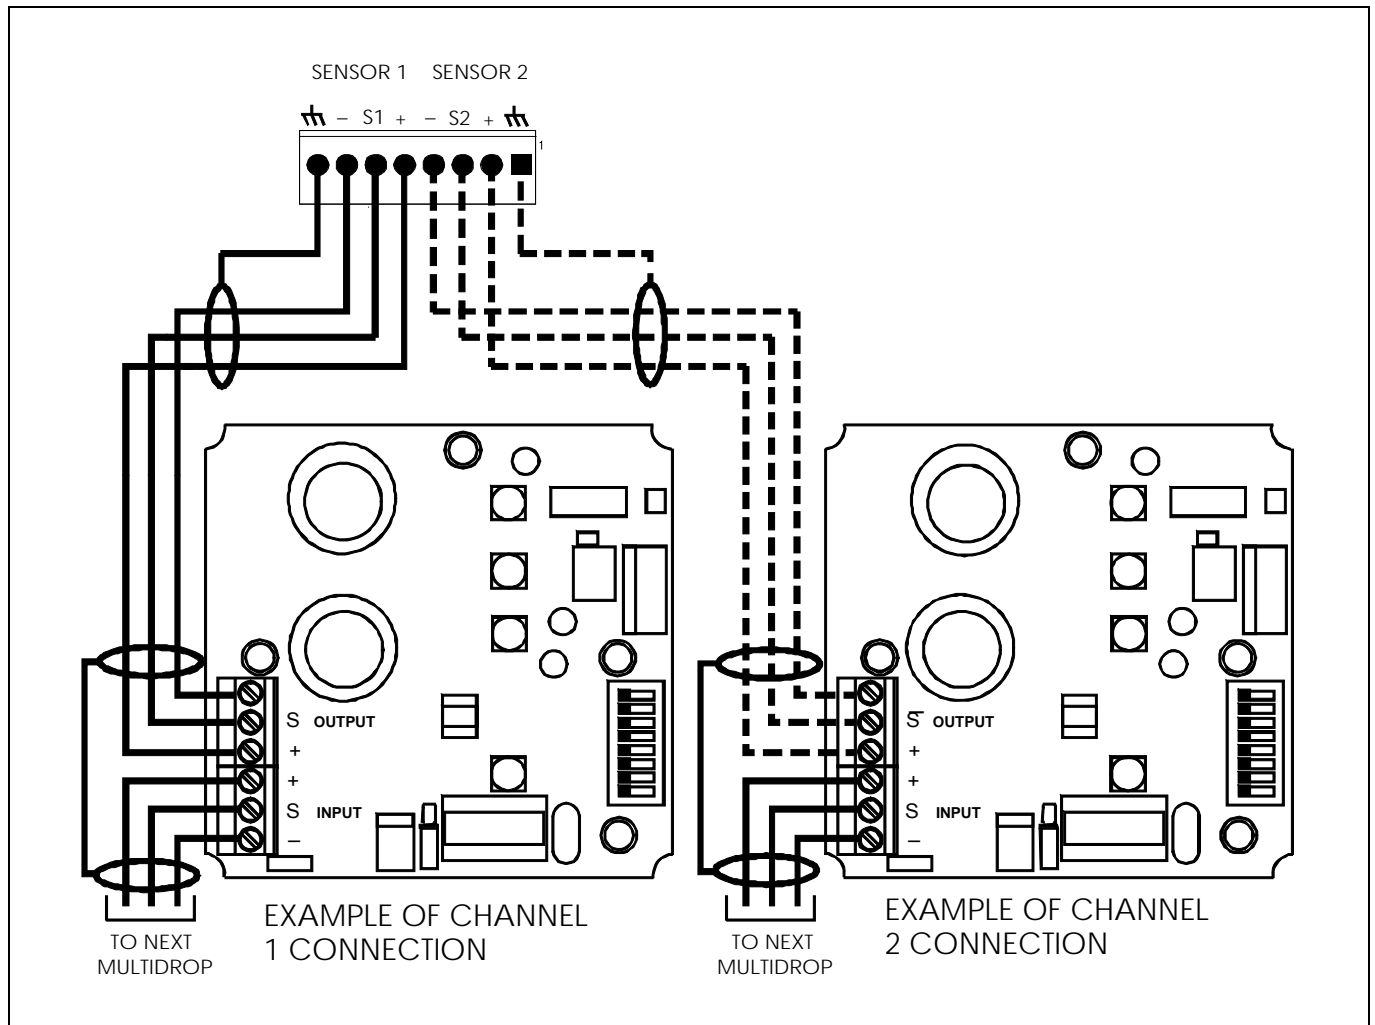 SENSOR 1 SENSOR 2
– S1 + – S2 +
1
S OUTPUT
+
+
S INPUT
–
–
S OUTPUT
+
+
S INPUT
–
EXAMPLE OF CHANNEL
1 CONNECTION
TO NEXT
MULTIDROP
EXAMPLE OF CHANNEL
2 CONNECTION
TO NEXT
MULTIDROP